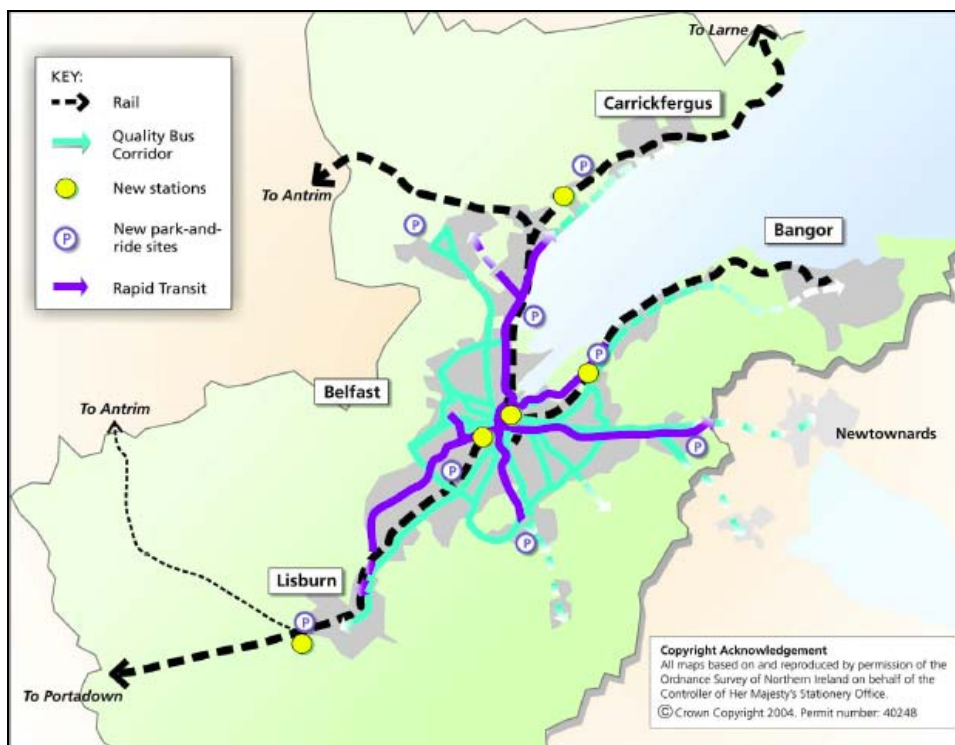 To Larne
KEY:
Rail
Quality Bus
Corridor
New stations
P
New park-and-
ride sites
Rapid Transit
Carrickfergus
P
To Antrim
P
Bangor
P
P
Belfast
To Antrim
Newtownards
P
P
P
Lisburn
P
To Portadown
Copyright Acknowledgement
All maps based on and reproduced by permission of the
Ordnance Survey of Northern Ireland on behalf of the
Controller of Her Majesty's Stationery Office.
© Crown Copyright 2004. Permit number: 40248